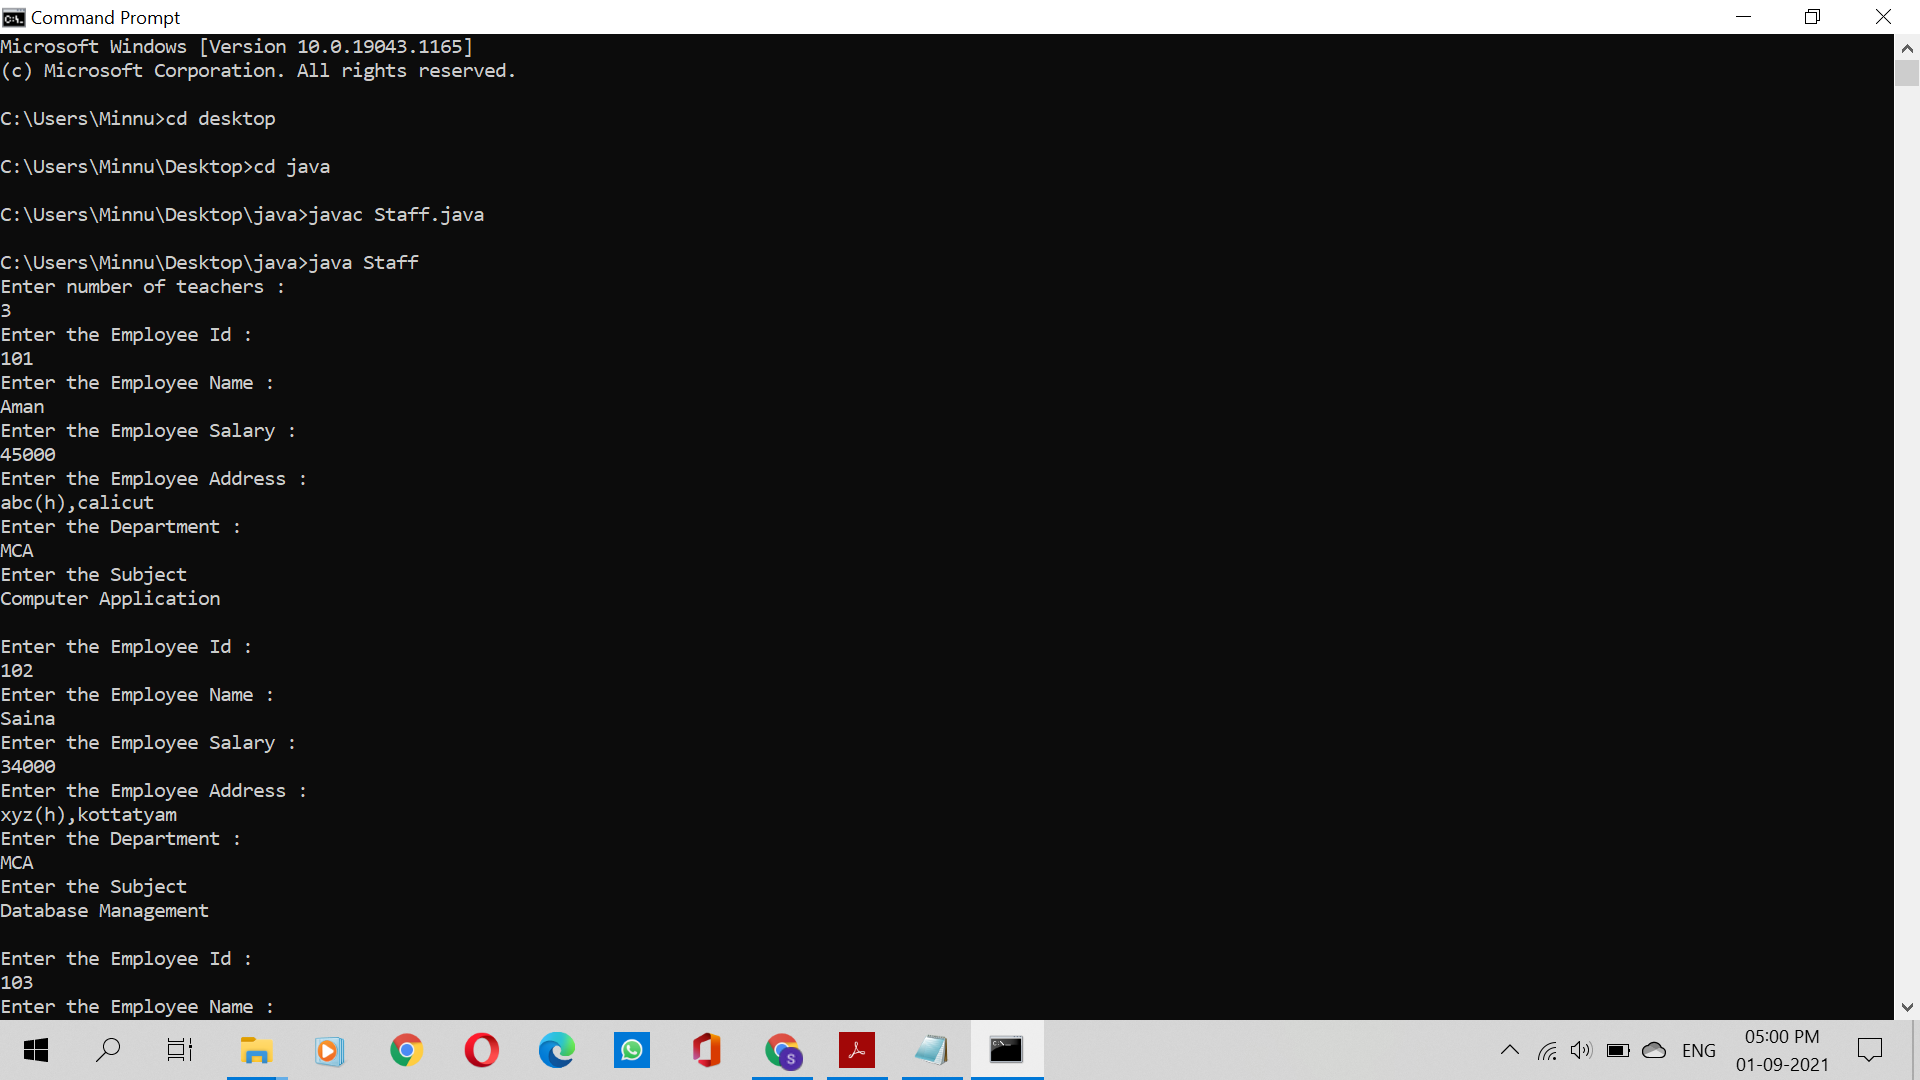 Command Prompt
Microsoft Windows [Version 10.0.19043.1165]
(c) Microsoft Corporation. All rights reserved.
C:\Users\Minnu>cd desktop
C:\Users\Minnu\Desktop>cd java
C:\Users\Minnu\Desktop\java>javac Staff.java
C:\Users\Minnu\Desktop\java>java Staff
Enter number of teachers :
3
Enter the Employee Id :
101
Enter the Employee Name :
Aman
Enter the Employee Salary :
45000
Enter the Employee Address :
abc(h),calicut
Enter the Department :
MCA
Enter the Subject
Computer Application
Enter the Employee Id :
102
Enter the Employee Name :
Saina
Enter the Employee Salary :
34000
Enter the Employee Address :
xyz(h),kottatyam
Enter the Department :
MCA
Enter the Subject
Database Management
Enter the Employee Id :
103
Enter the Employee Name :
S
ENG
05:00 PM
01-09-2021